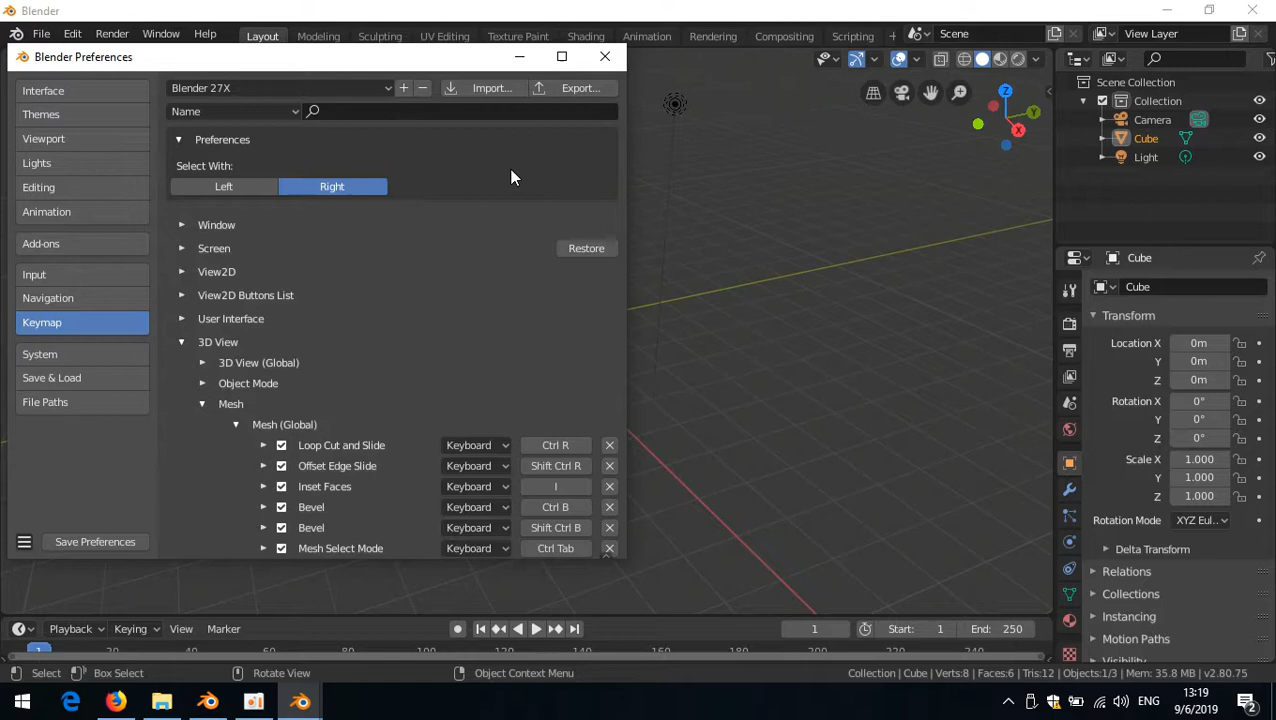 Blender
File Edit Render Window Help Layout Modeling Sculpting UV Editing Texture Paint Shading Animation Rendering Compositing Scripting + Scene View Layer
Blender Preferences
Interface
Themes
Viewport
Lights
Editing
Animation
Add-ons
Input
Navigation
Keymap
System
Save & Load
File Paths
Save Preferences
Blender 27X + − Import... Export...
Name
Preferences
Select With:
Left Right
Window
Screen Restore
View2D
View2D Buttons List
User Interface
3D View
3D View (Global)
Object Mode
Mesh
Mesh (Global)
Loop Cut and Slide Keyboard Ctrl R
Offset Edge Slide Keyboard Shift Ctrl R
Inset Faces Keyboard I
Bevel Keyboard Ctrl B
Bevel Keyboard Shift Ctrl B
Mesh Select Mode Keyboard Ctrl Tab
Z
Y
X
Scene Collection
Collection
Camera
Cube
Light
Cube
Cube
Transform
Location X 0m
Y 0m
Z 0m
Rotation X 0°
Y 0°
Z 0°
Scale X 1.000
Y 1.000
Z 1.000
Rotation Mode XYZ Eul..
Delta Transform
Relations
Collections
Instancing
Motion Paths
Visibility
Playback Keying View Marker 1 Start: 1 End: 250
1 20 40 60 80 100 120 140 160 180 200 220 240
Select Box Select Rotate View Object Context Menu Collection | Cube | Verts:8 | Faces:6 | Tris:12 | Objects:1/3 | Mem: 35.8 MB | v2.80.75
ENG
13:19
9/6/2019
2